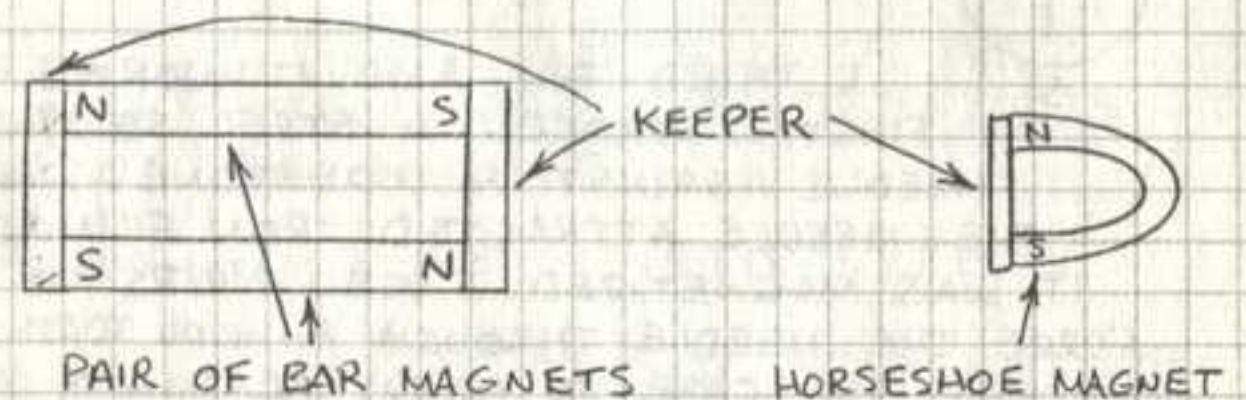 N S
KEEPER
N
S N
S
PAIR OF BAR MAGNETS
HORSESHOE MAGNET